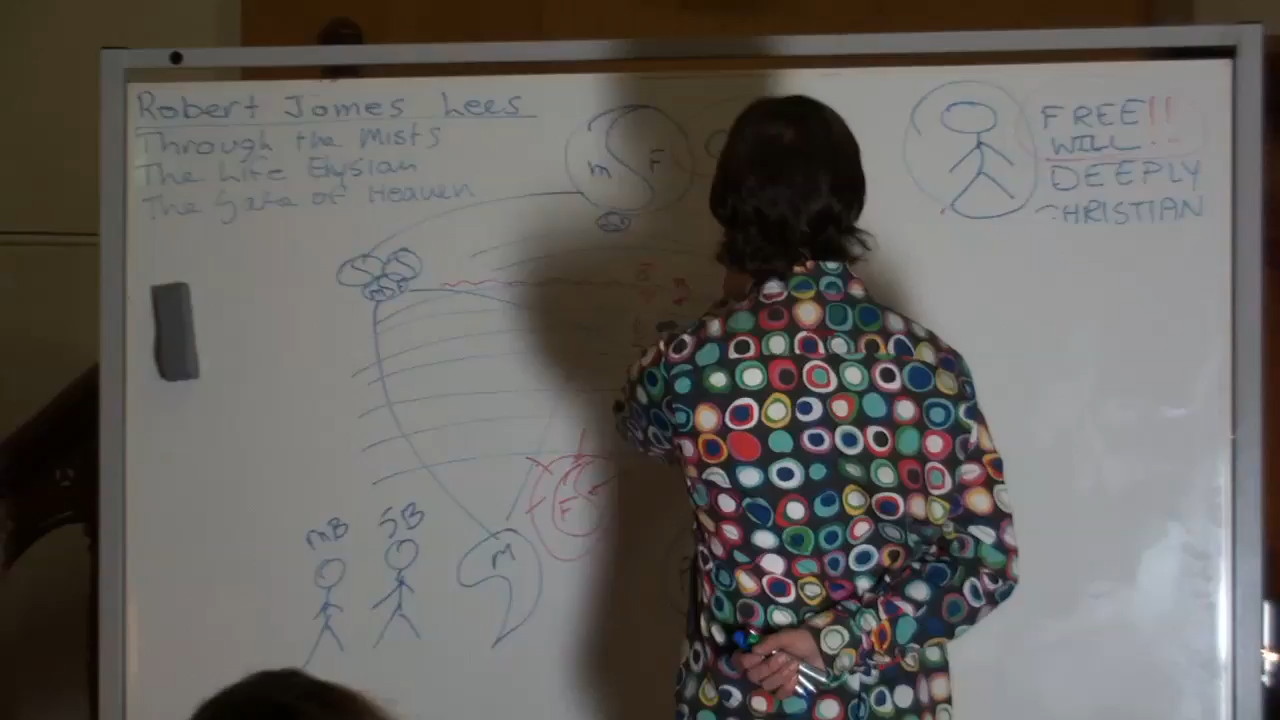 Robert James Lees
Through the Mists
The Life Elysian
The Gate of Heaven
FREE!!
WILL
DEEPLY
CHRISTIAN
m F
mB
SB
M
F